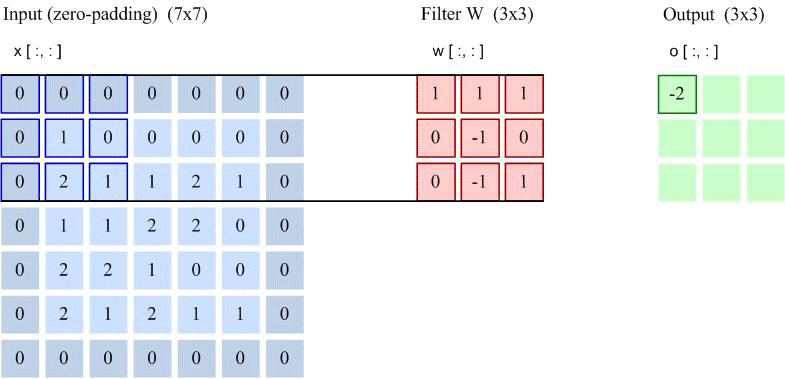 Input (zero-padding) (7x7) Filter W (3x3) Output (3x3)
x [ :, : ] w [ :, : ] o [ :, : ]
0 0 0 0 0 0 0 1 1 1 -2
0 1 0 0 0 0 0 0 -1 0
0 2 1 1 2 1 0 0 -1 1
0 1 1 2 2 0 0
0 2 2 1 0 0 0
0 2 1 2 1 1 0
0 0 0 0 0 0 0